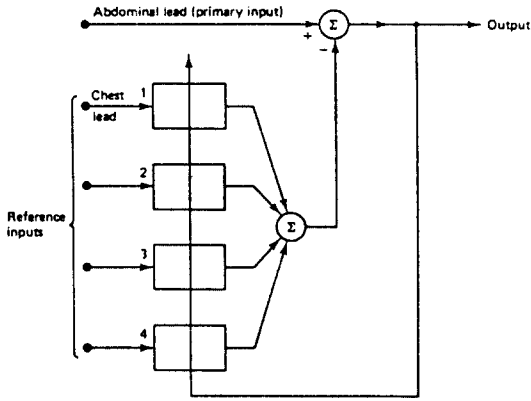 Abdominal lead (primary input)
Σ
Output
+
−
Chest
lead
1
2
Σ
Reference
inputs
3
4